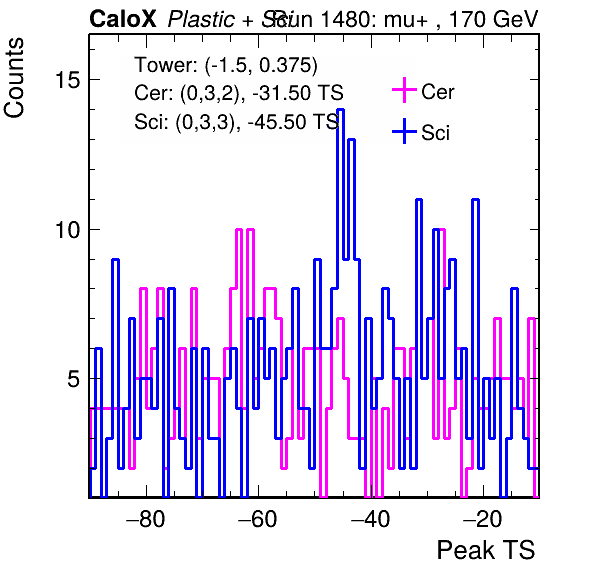 CaloX Plastic + Sci Run 1480: mu+ , 170 GeV
Counts
Tower: (-1.5, 0.375)
Cer: (0,3,2), -31.50 TS
Sci: (0,3,3), -45.50 TS
Cer
Sci
15
10
5
−80 −60 −40 −20
Peak TS